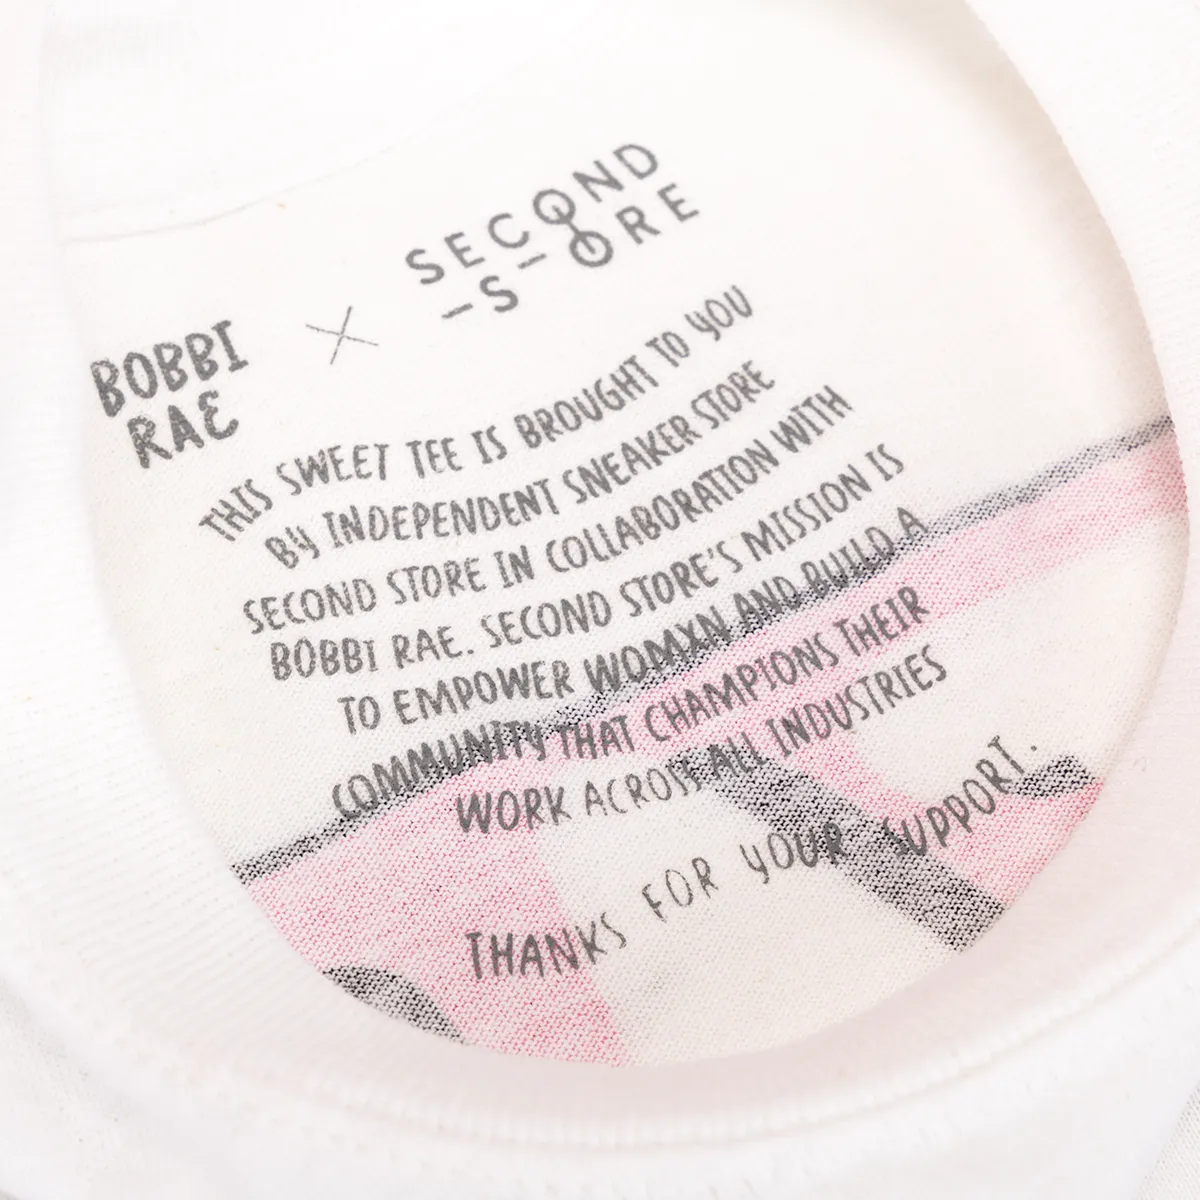 BOBBI
RAE
×
SECOND
-S-ORE
THIS SWEET TEE IS BROUGHT TO YOU
BY INDEPENDENT SNEAKER STORE
SECOND STORE IN COLLABORATION WITH
BOBBI RAE. SECOND STORE'S MISSION IS
TO EMPOWER WOMXN AND BUILD A
COMMUNITY THAT CHAMPIONS THEIR
WORK ACROSS ALL INDUSTRIES
THANKS FOR YOUR SUPPORT.